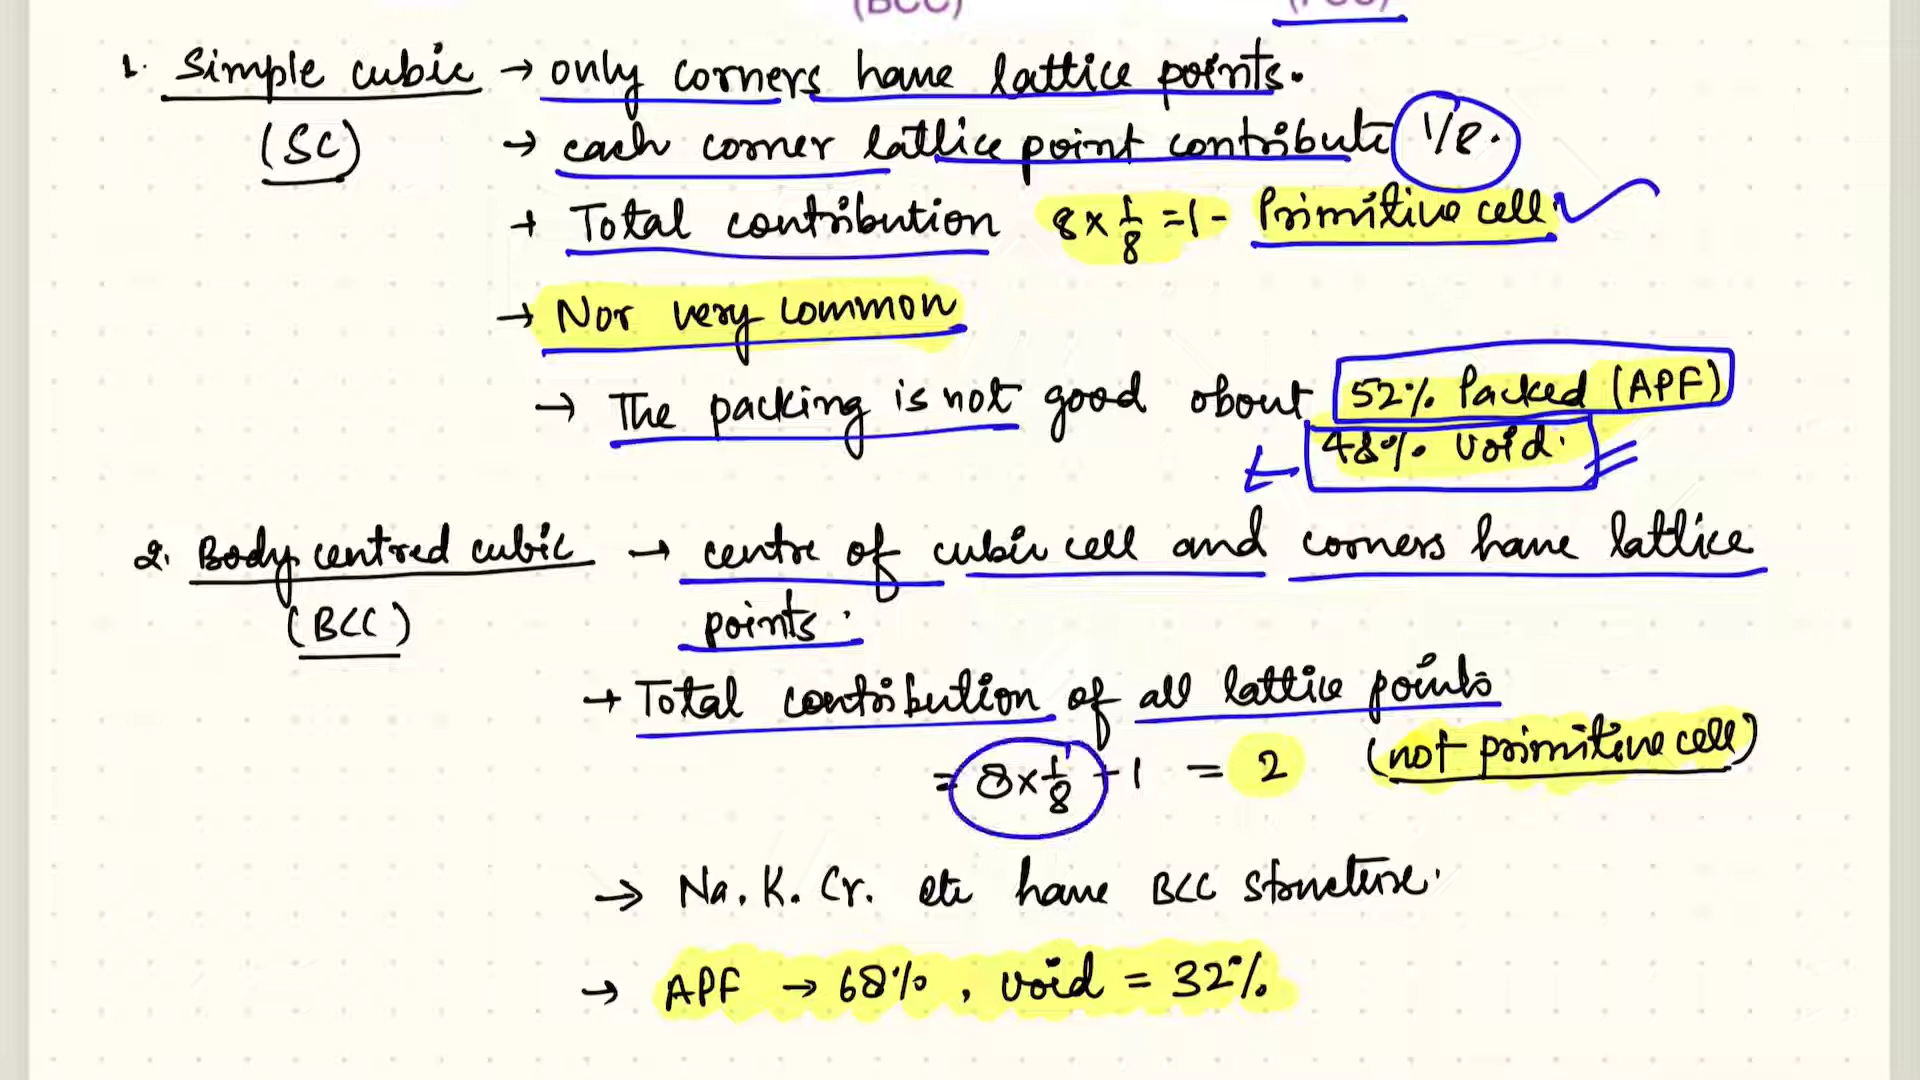 (BCC) (FCC)
1. Simple cubic → only corners have lattice points.
(SC) → each corner lattice point contribute 1/8.
→ Total contribution 8 × 1/8 = 1 - Primitive cell
→ Nor very common
→ The packing is not good about 52% Packed (APF)
48% void.
2. Body centred cubic → centre of cubic cell and corners have lattice
(BCC) points.
→ Total contribution of all lattice points
= 8 × 1/8 + 1 = 2 (not primitive cell)
→ Na. K. Cr. etc have BCC structure.
→ APF → 68%, void = 32%